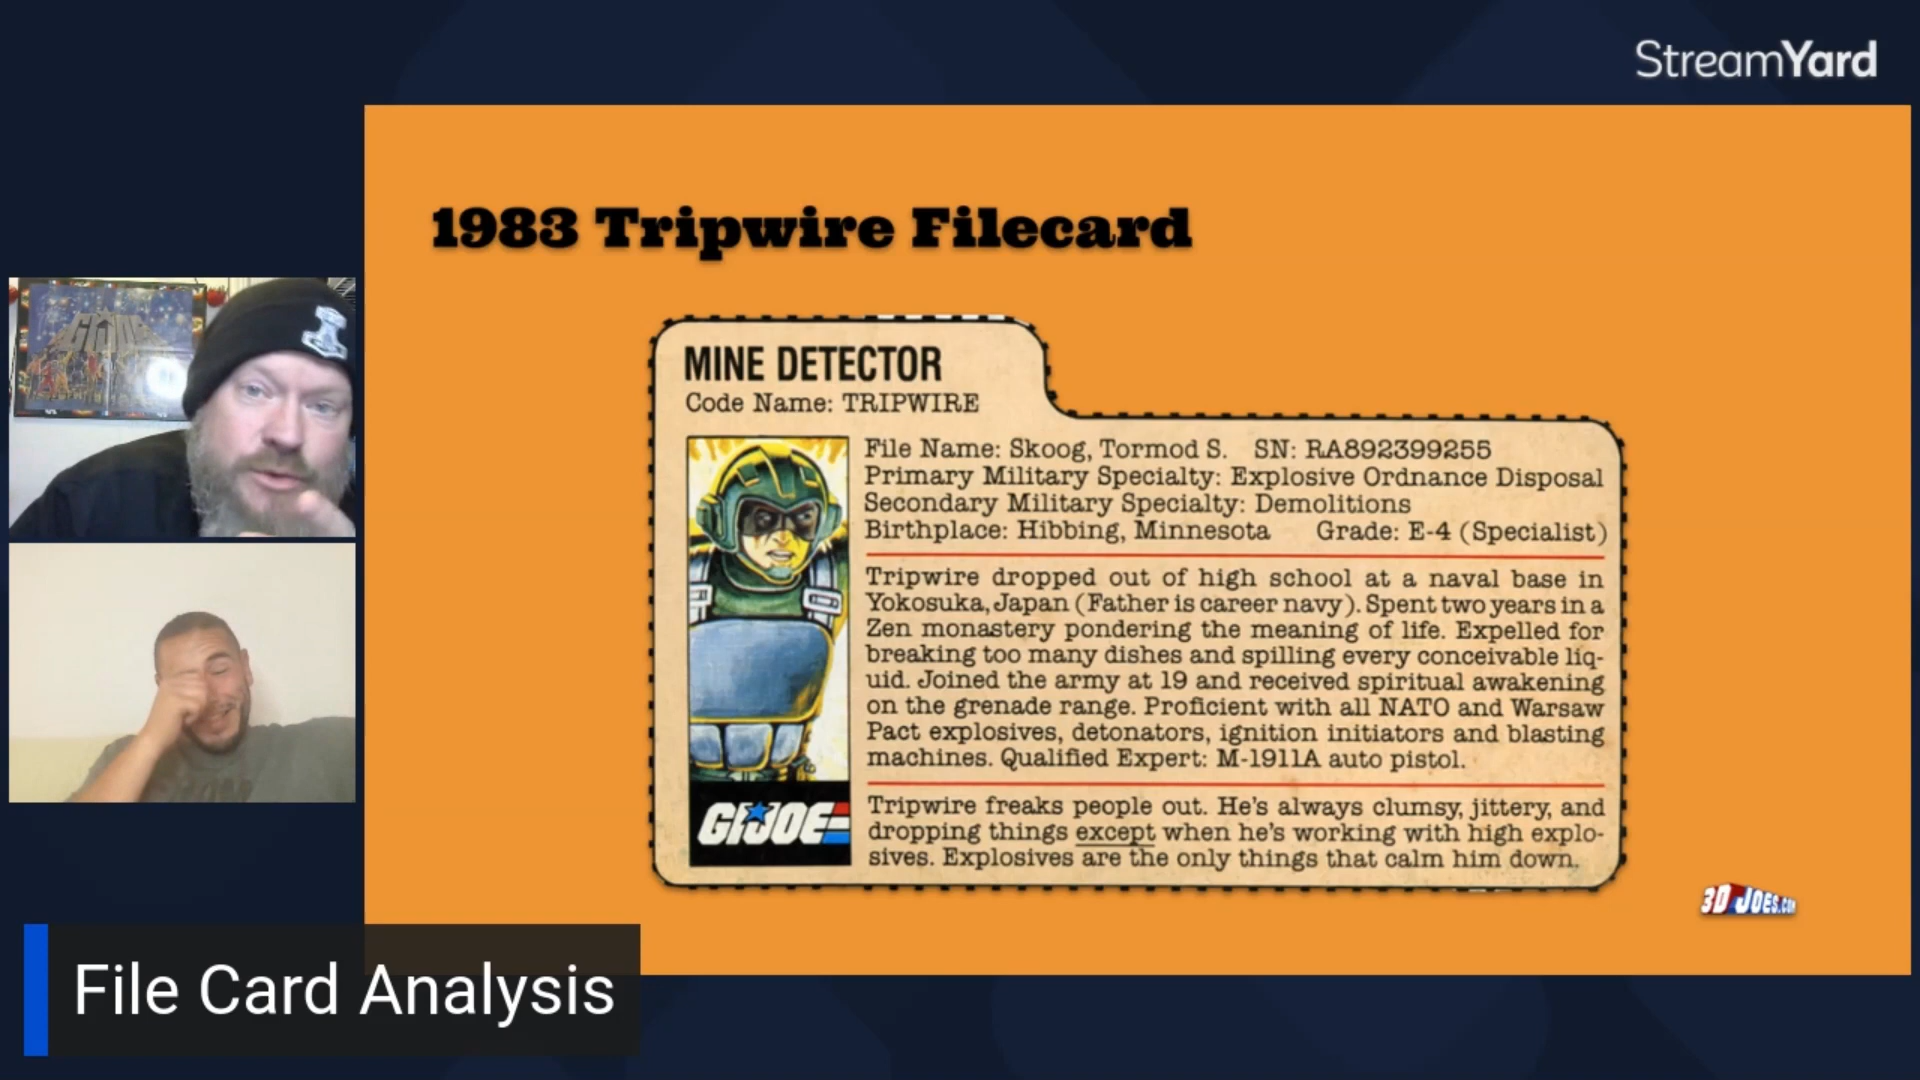 StreamYard
1983 Tripwire Filecard
MINE DETECTOR
Code Name: TRIPWIRE
File Name: Skoog, Tormod S. SN: RA892399255
Primary Military Specialty: Explosive Ordnance Disposal
Secondary Military Specialty: Demolitions
Birthplace: Hibbing, Minnesota Grade: E-4 (Specialist)
Tripwire dropped out of high school at a naval base in
Yokosuka, Japan (Father is career navy). Spent two years in a
Zen monastery pondering the meaning of life. Expelled for
breaking too many dishes and spilling every conceivable liq-
uid. Joined the army at 19 and received spiritual awakening
on the grenade range. Proficient with all NATO and Warsaw
Pact explosives, detonators, ignition initiators and blasting
machines. Qualified Expert: M-1911A auto pistol.
Tripwire freaks people out. He's always clumsy, jittery, and
dropping things except when he's working with high explo-
sives. Explosives are the only things that calm him down.
GI JOE
GI JOE
3D JOES.COM
File Card Analysis